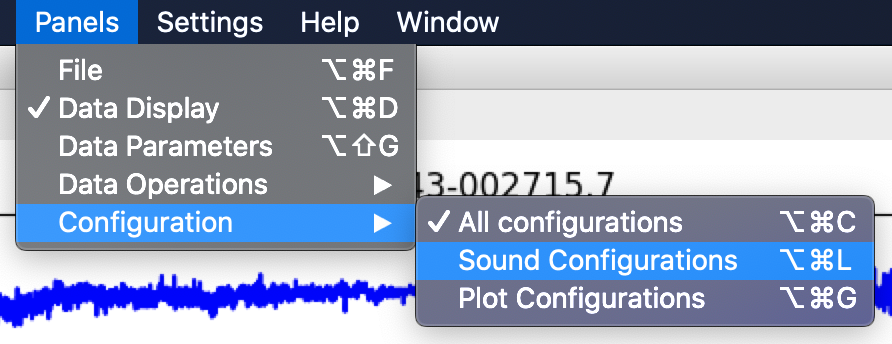 Panels Settings Help Window
File ⌥⌘F
✓ Data Display ⌥⌘D
Data Parameters ⌥⇧G
Data Operations ▶
43-002715.7
Configuration ▶
✓ All configurations ⌥⌘C
Sound Configurations ⌥⌘L
Plot Configurations ⌥⌘G